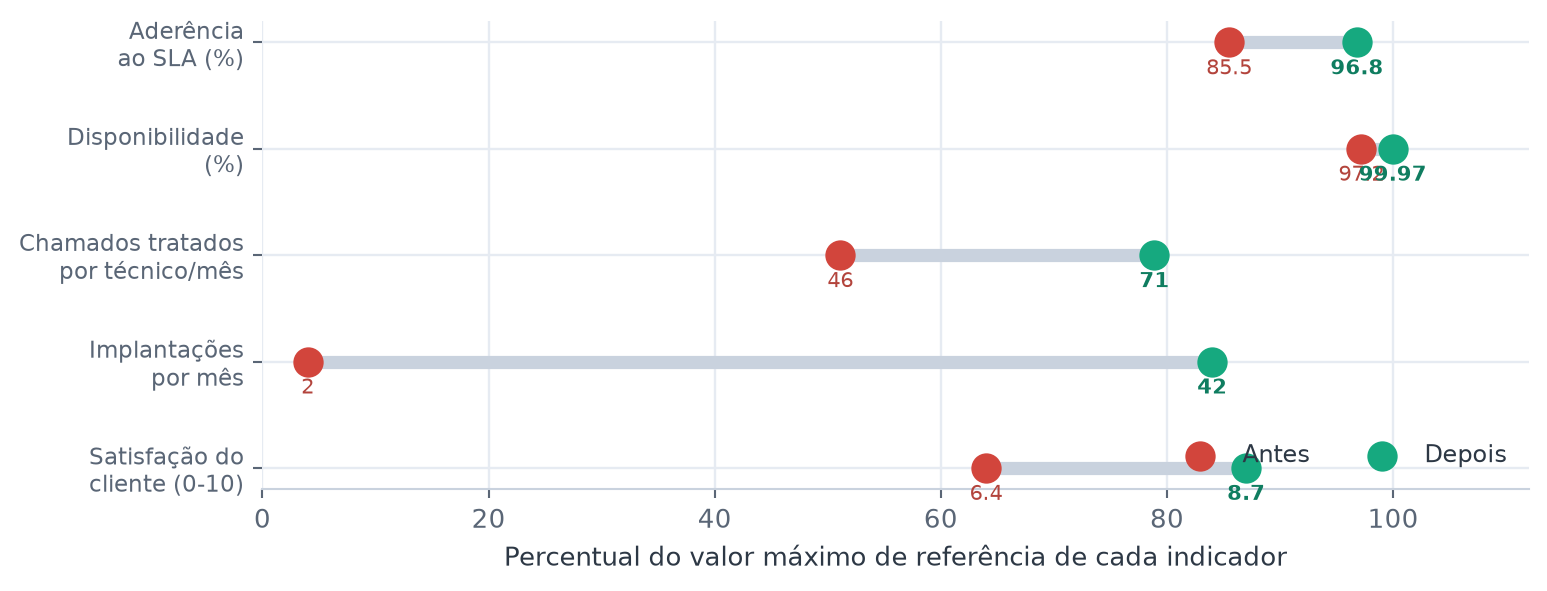 Aderência
ao SLA (%)
85.5
96.8
Disponibilidade
(%)
97.2
99.97
Chamados tratados
por técnico/mês
46
71
Implantações
por mês
2
42
Satisfação do
cliente (0-10)
6.4
8.7
Antes
Depois
0
20
40
60
80
100
Percentual do valor máximo de referência de cada indicador